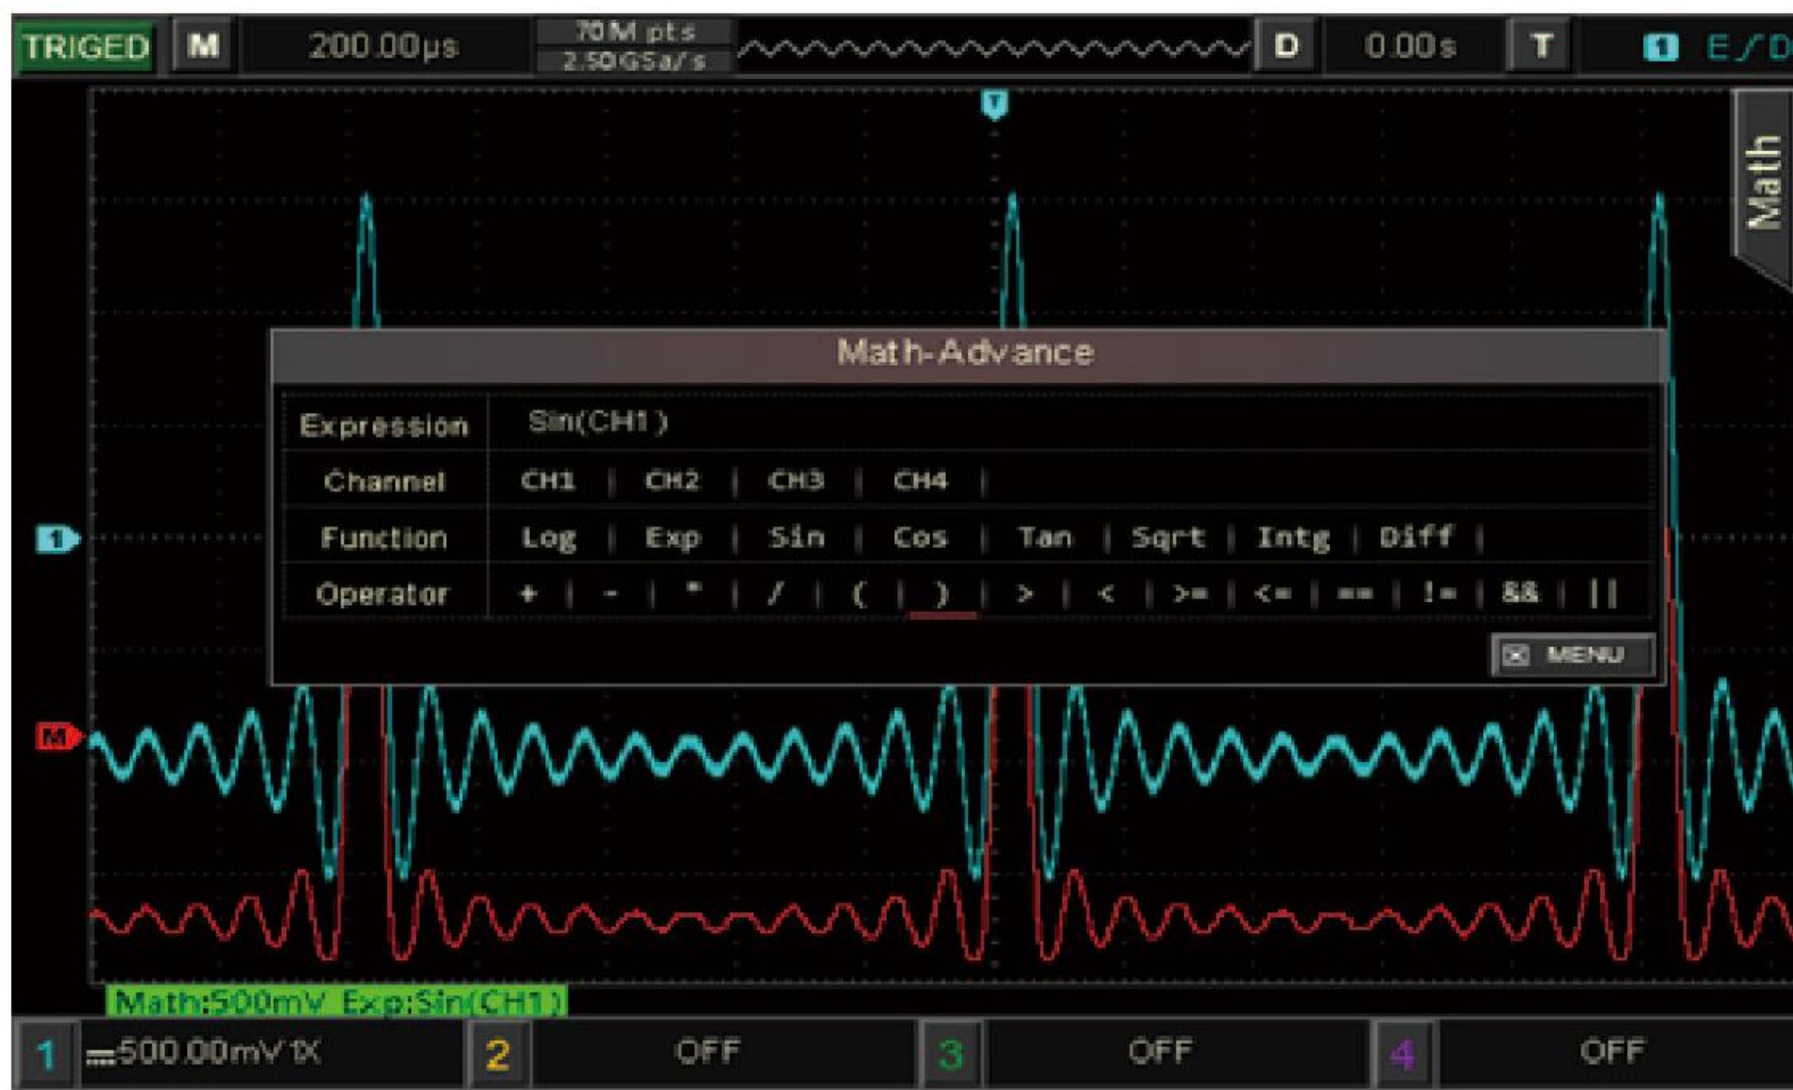 TRIGED M 200.00μs 70M pts D 0.00s T 1 E D
2.50GSa/s
T
Math
Math-Advance
Expression Sin(CH1)
Channel CH1 | CH2 | CH3 | CH4 |
Function Log | Exp | Sin | Cos | Tan | Sqrt | Intg | Diff |
1
Operator + | - | * | / | ( | ) | > | < | >= | <= | == | != | && | ||
MENU
M
Math:500mV Exp:Sin(CH1)
1 500.00mV 1X 2 OFF 3 OFF 4 OFF